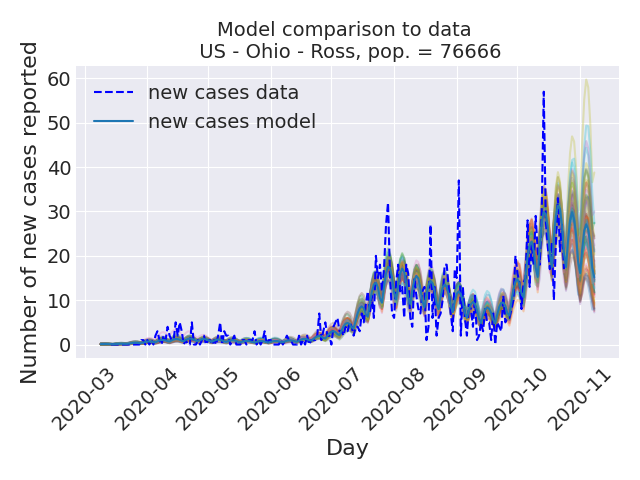 Model comparison to data
US - Ohio - Ross, pop. = 76666
Number of new cases reported
60
50
40
30
20
10
0
new cases data
new cases model
2020-03
2020-04
2020-05
2020-06
2020-07
2020-08
2020-09
2020-10
2020-11
Day